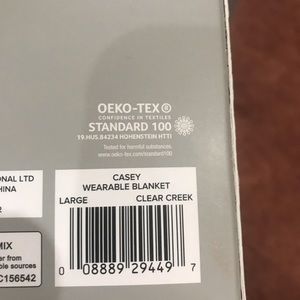 OEKO-TEX®
CONFIDENCE IN TEXTILES
STANDARD 100
19.HUS.84234 HOHENSTEIN HTTI
Tested for harmful substances.
www.oeko-tex.com/standard100
ONAL LTD
HINA
2
CASEY
WEARABLE BLANKET
LARGE CLEAR CREEK
0 08889 29449 7
MIX
er from
ble sources
C156542